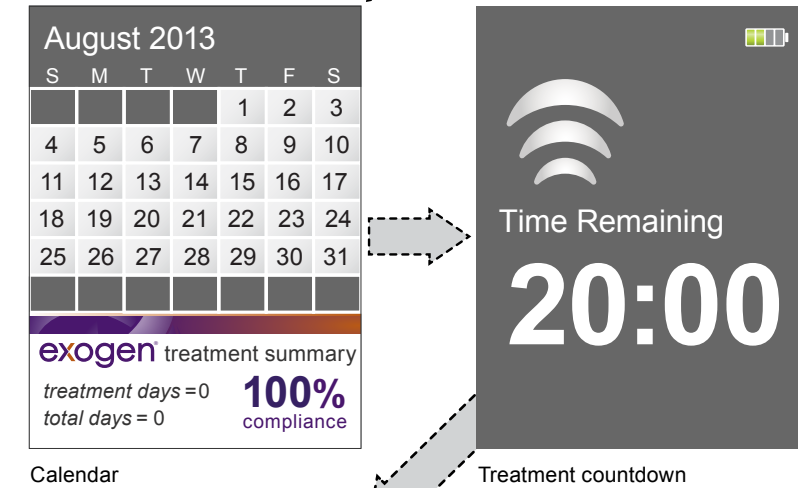 August 2013
S M T W T F S
1 2 3
4 5 6 7 8 9 10
11 12 13 14 15 16 17
18 19 20 21 22 23 24
25 26 27 28 29 30 31
exogen® treatment summary
treatment days = 0
total days = 0
100%
compliance
Calendar
Time Remaining
20:00
Treatment countdown